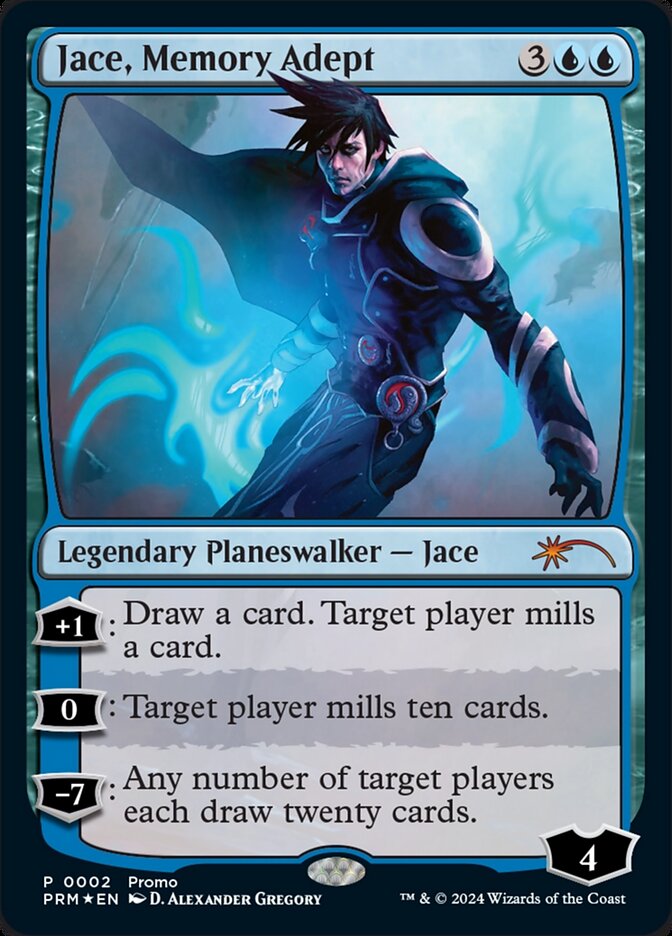 Jace, Memory Adept 3
Legendary Planeswalker — Jace
+1: Draw a card. Target player mills
a card.
0: Target player mills ten cards.
-7: Any number of target players
each draw twenty cards.
4
P 0002 Promo
PRM★EN D. Alexander Gregory ™ & © 2024 Wizards of the Coast